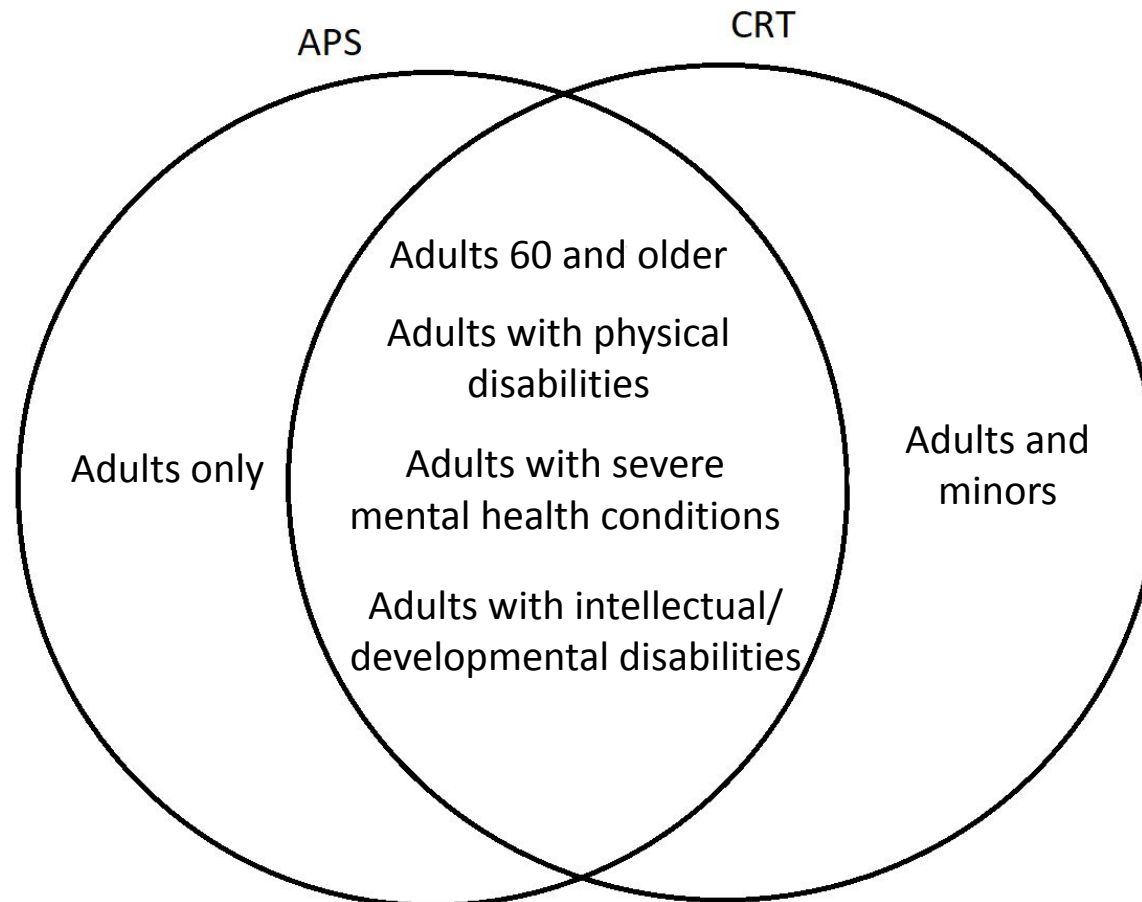 APS
CRT
Adults 60 and older
Adults with physical
disabilities
Adults only
Adults with severe
mental health conditions
Adults and
minors
Adults with intellectual/
developmental disabilities